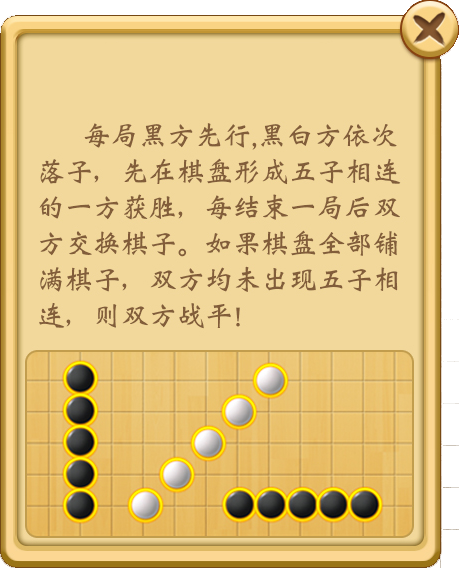 每局黑方先行,黑白方依次
落子，先在棋盘形成五子相连
的一方获胜，每结束一局后双
方交换棋子。如果棋盘全部铺
满棋子，双方均未出现五子相
连，则双方战平!